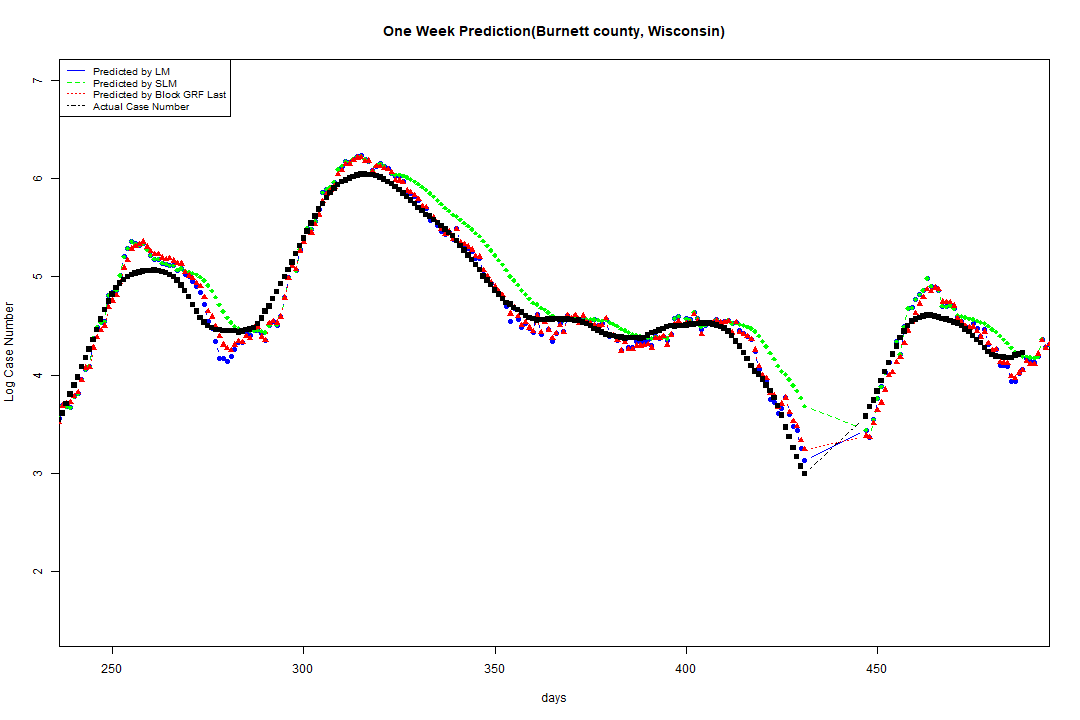 One Week Prediction(Burnett county, Wisconsin)
Predicted by LM
Predicted by SLM
Predicted by Block GRF Last
Actual Case Number
7
6
5
4
3
2
Log Case Number
250 300 350 400 450
days